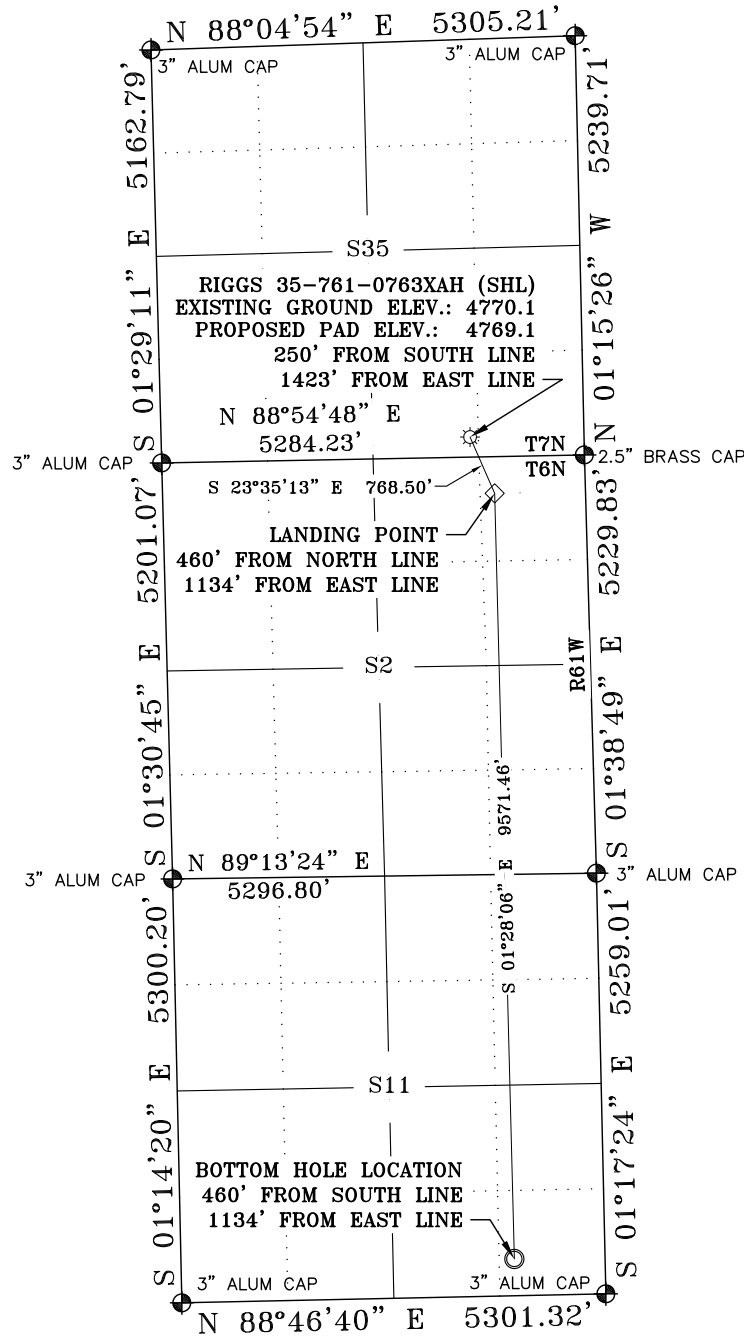 N 88°04'54" E 5305.21'
3" ALUM CAP
3" ALUM CAP
S 01°29'11" E 5162.79'
N 01°15'26" W 5239.71'
S35
RIGGS 35-761-0763XAH (SHL)
EXISTING GROUND ELEV.: 4770.1
PROPOSED PAD ELEV.: 4769.1
250' FROM SOUTH LINE
1423' FROM EAST LINE
N 88°54'48" E
5284.23'
T7N
3" ALUM CAP
2.5" BRASS CAP
T6N
S 23°35'13" E 768.50'
LANDING POINT
460' FROM NORTH LINE
1134' FROM EAST LINE
S 01°30'45" E 5201.07'
S 01°38'49" E 5229.83'
R61W
S2
S 01°28'06" E 9571.46'
N 89°13'24" E
3" ALUM CAP
3" ALUM CAP
5296.80'
S 01°14'20" E 5300.20'
S 01°17'24" E 5259.01'
S11
BOTTOM HOLE LOCATION
460' FROM SOUTH LINE
1134' FROM EAST LINE
3" ALUM CAP
3" ALUM CAP
N 88°46'40" E 5301.32'